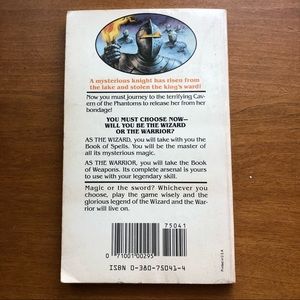 A mysterious knight has risen from
the lake and stolen the king's ward!
Now you must journey to the terrifying Cav-
ern of the Phantoms to release her from her
bondage!
YOU MUST CHOOSE NOW—
WILL YOU BE THE WIZARD
OR THE WARRIOR?
AS THE WIZARD, you will take with you the
Book of Spells. You will be the master of
all its mysterious magic.
AS THE WARRIOR, you will take the Book
of Weapons. Its complete arsenal is yours
to use with your legendary skill.
Magic or the sword? Whichever you
choose, play the game wisely and the
glorious legend of the Wizard and the War-
rior will live on.
75041
0 71001 00295
ISBN 0-380-75041-4